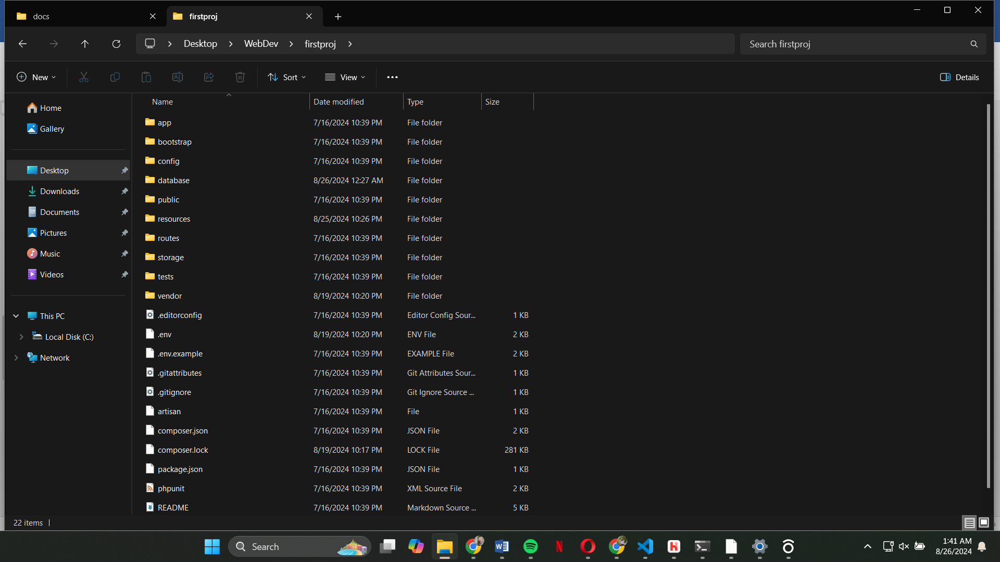 docs
firstproj
Desktop
WebDev
firstproj
Search firstproj
New
Sort
View
Details
Home
Gallery
Desktop
Downloads
Documents
Pictures
Music
Videos
This PC
Local Disk (C:)
Network
Name Date modified Type Size
app 7/16/2024 10:39 PM File folder
bootstrap 7/16/2024 10:39 PM File folder
config 7/16/2024 10:39 PM File folder
database 8/26/2024 12:27 AM File folder
public 7/16/2024 10:39 PM File folder
resources 8/25/2024 10:26 PM File folder
routes 7/16/2024 10:39 PM File folder
storage 7/16/2024 10:39 PM File folder
tests 7/16/2024 10:39 PM File folder
vendor 8/19/2024 10:20 PM File folder
.editorconfig 7/16/2024 10:39 PM Editor Config Sour... 1 KB
.env 8/19/2024 10:20 PM ENV File 2 KB
.env.example 7/16/2024 10:39 PM EXAMPLE File 2 KB
.gitattributes 7/16/2024 10:39 PM Git Attributes Sour... 1 KB
.gitignore 7/16/2024 10:39 PM Git Ignore Source ... 1 KB
artisan 7/16/2024 10:39 PM File 1 KB
composer.json 7/16/2024 10:39 PM JSON File 2 KB
composer.lock 8/19/2024 10:17 PM LOCK File 281 KB
package.json 7/16/2024 10:39 PM JSON File 1 KB
phpunit 7/16/2024 10:39 PM XML Source File 2 KB
README 7/16/2024 10:39 PM Markdown Source ... 5 KB
22 items
Search
1:41 AM
8/26/2024